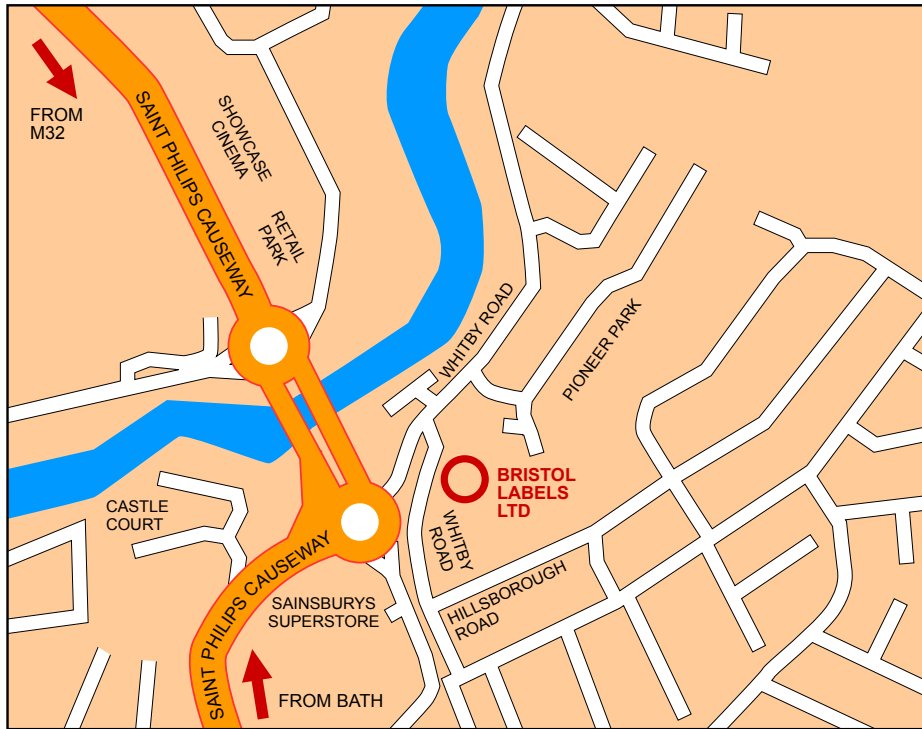 FROM
M32
SAINT PHILIPS CAUSEWAY
SHOWCASE
CINEMA
RETAIL
PARK
WHITBY ROAD
PIONEER PARK
BRISTOL
LABELS
LTD
CASTLE
COURT
WHITBY
ROAD
SAINT PHILIPS CAUSEWAY
HILLSBOROUGH
ROAD
SAINSBURYS
SUPERSTORE
FROM BATH